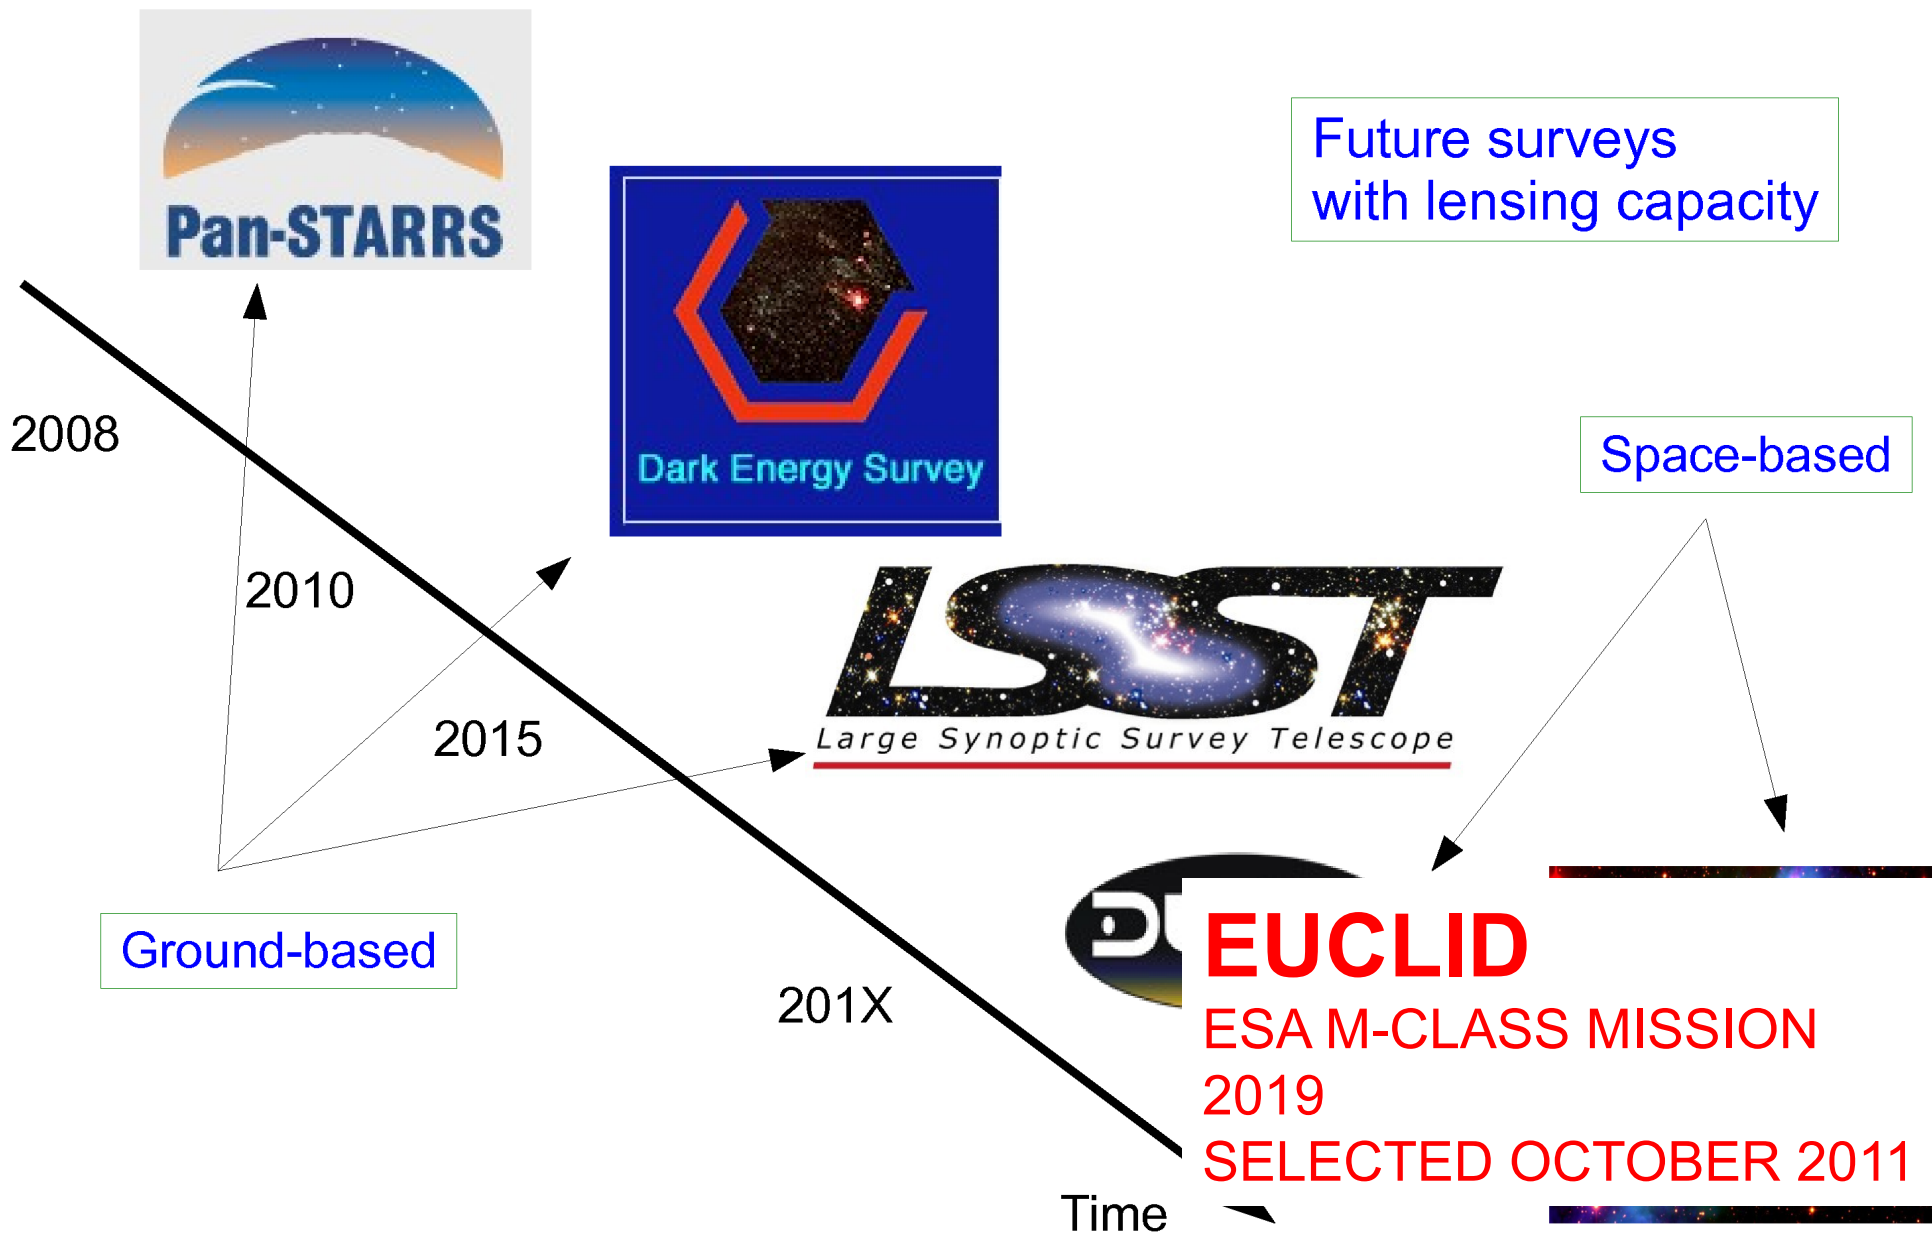 Pan-STARRS
Future surveys
with lensing capacity
Dark Energy Survey
2008
Space-based
2010
LSST
2015
Large Synoptic Survey Telescope
Ground-based
EUCLID
201X
ESA M-CLASS MISSION
2019
SELECTED OCTOBER 2011
Time